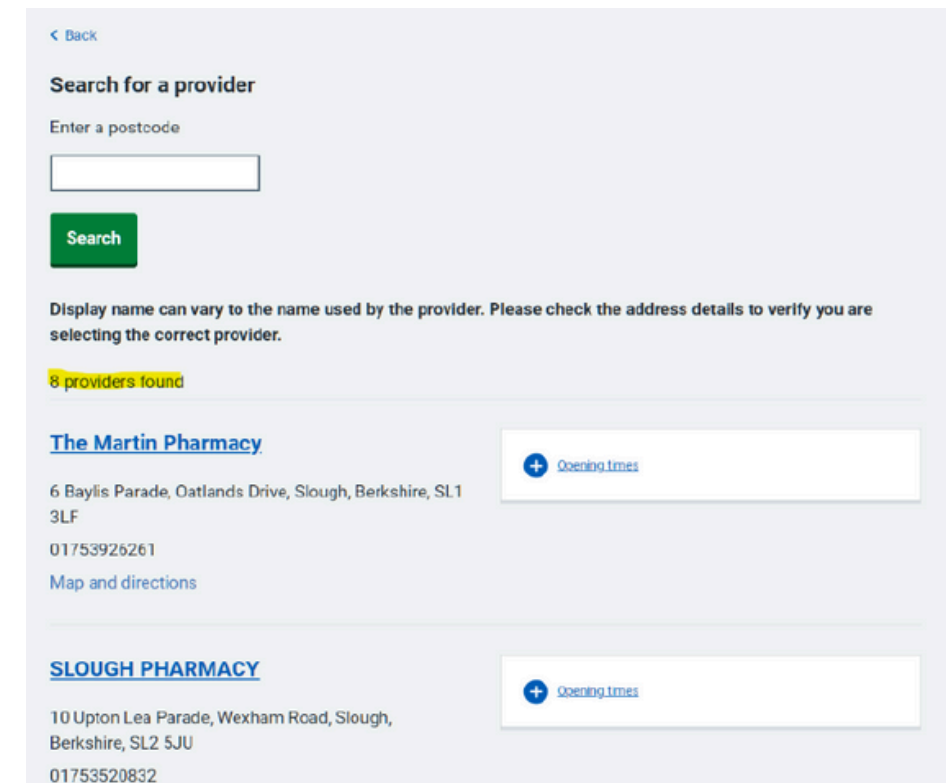 Back
Search for a provider
Enter a postcode
Search
Display name can vary to the name used by the provider. Please check the address details to verify you are
selecting the correct provider.
8 providers found
The Martin Pharmacy
Opening times
6 Baylis Parade, Oatlands Drive, Slough, Berkshire, SL1
3LF
01753926261
Map and directions
SLOUGH PHARMACY
Opening times
10 Upton Lea Parade, Wexham Road, Slough,
Berkshire, SL2 5JU
01753520832